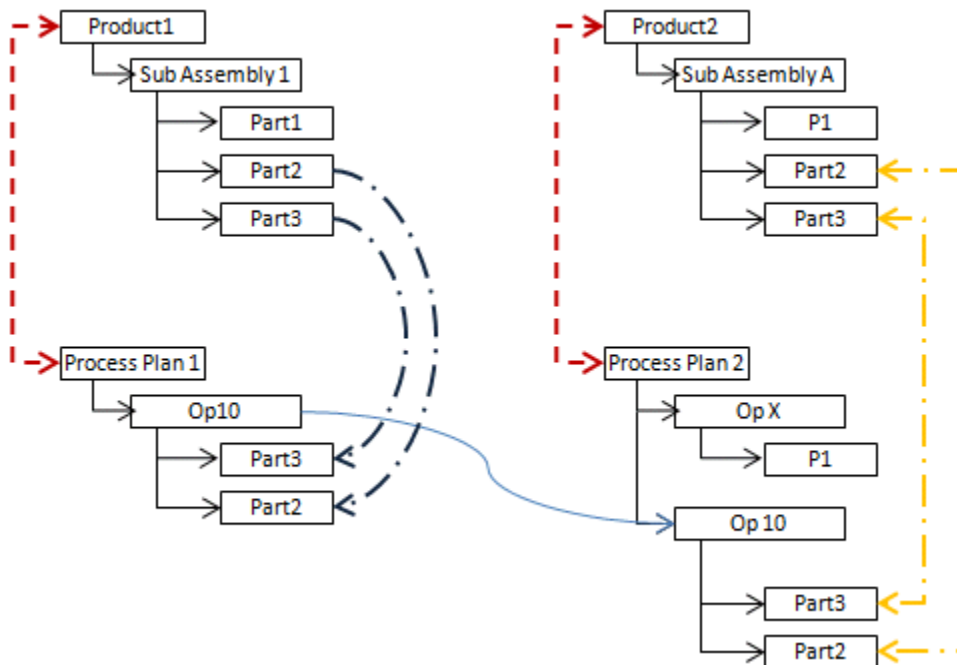 Product1
Sub Assembly 1
Part1
Part2
Part3
Process Plan 1
Op10
Part3
Part2
Product2
Sub Assembly A
P1
Part2
Part3
Process Plan 2
Op X
P1
Op 10
Part3
Part2